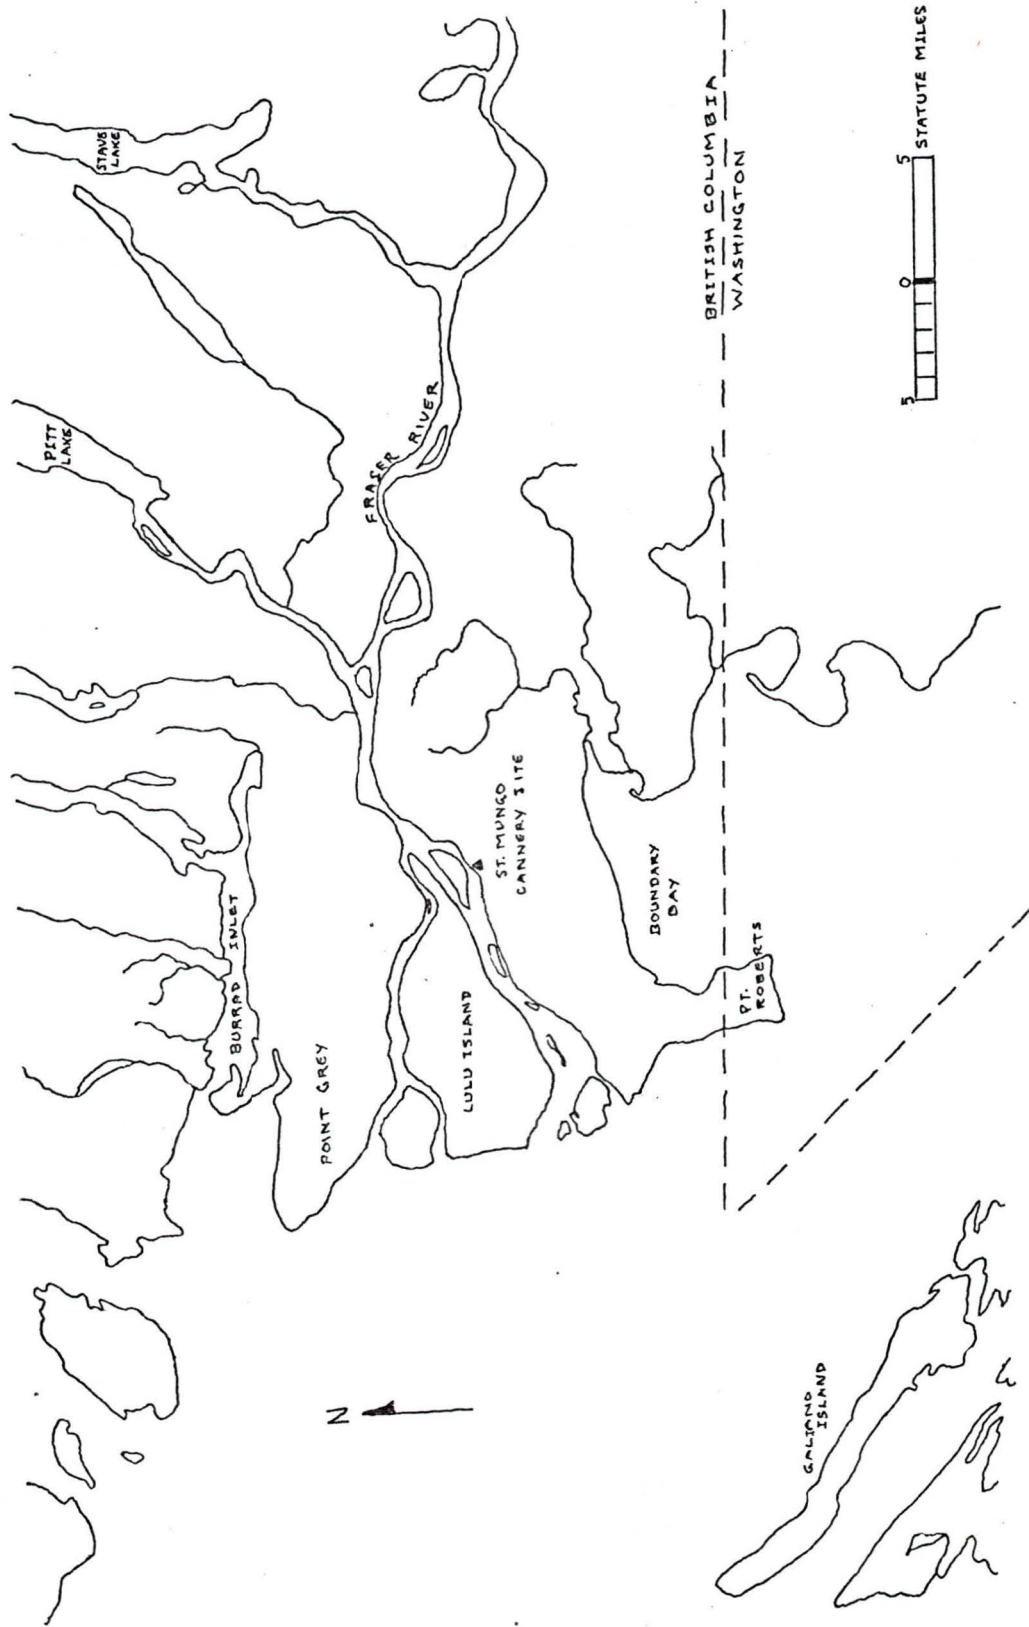 STAVE
LAKE
PITT
LAKE
FRASER RIVER
BURRAD INLET
POINT GREY
LULU ISLAND
ST. MUNGO
CANNERY SITE
BOUNDARY
BAY
PT.
ROBERTS
BRITISH COLUMBIA
WASHINGTON
N
GALIANO
ISLAND
5 0 5 STATUTE MILES